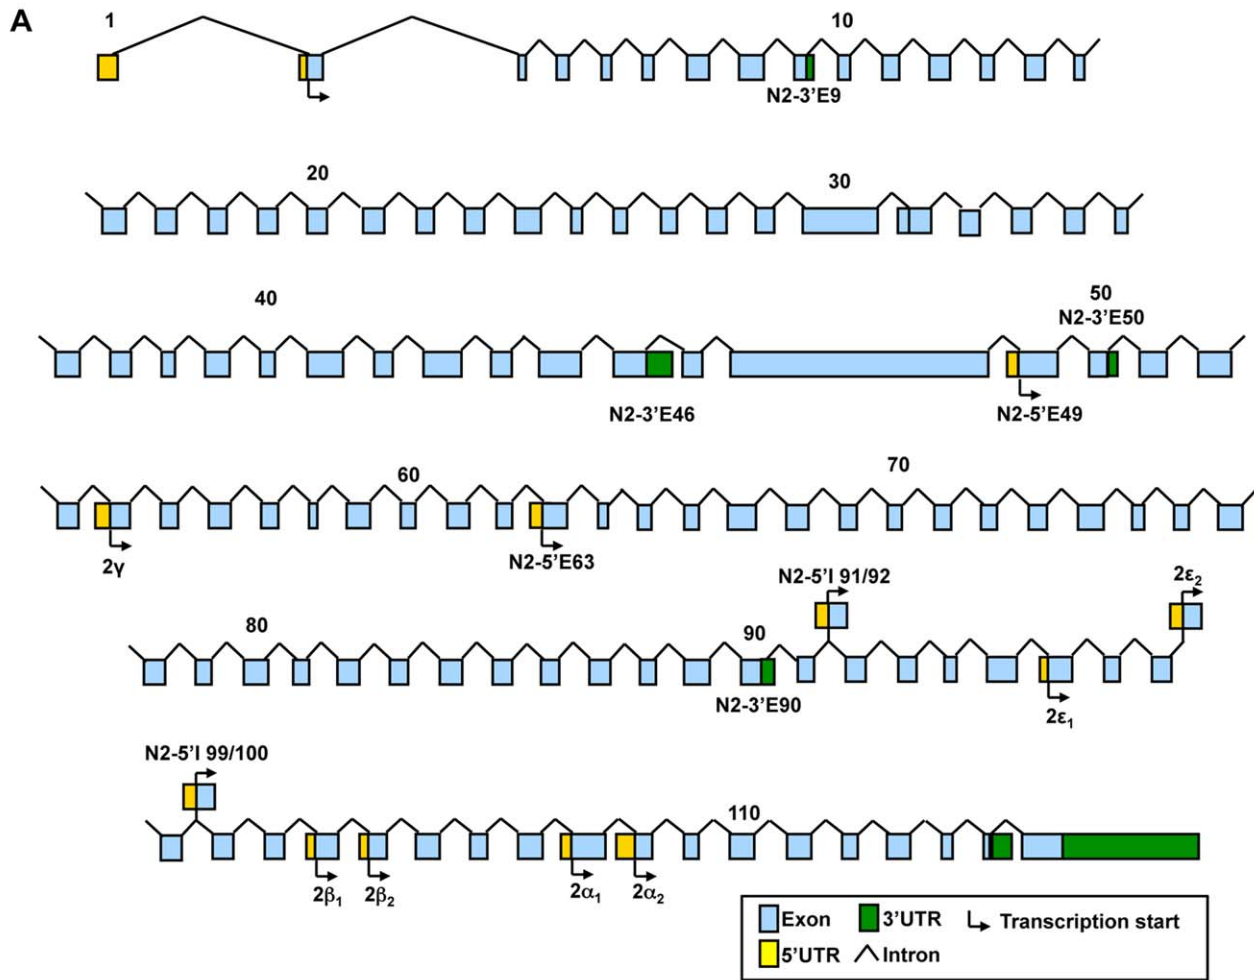 A
1 10
N2-3'E9
20 30
40 50
N2-3'E50
N2-3'E46 N2-5'E49
60 70
2γ N2-5'E63
N2-5'I 91/92 2ε₂
80 90
N2-3'E90 2ε₁
N2-5'I 99/100
110
2β₁ 2β₂ 2α₁ 2α₂
Exon 3'UTR Transcription start
5'UTR Intron